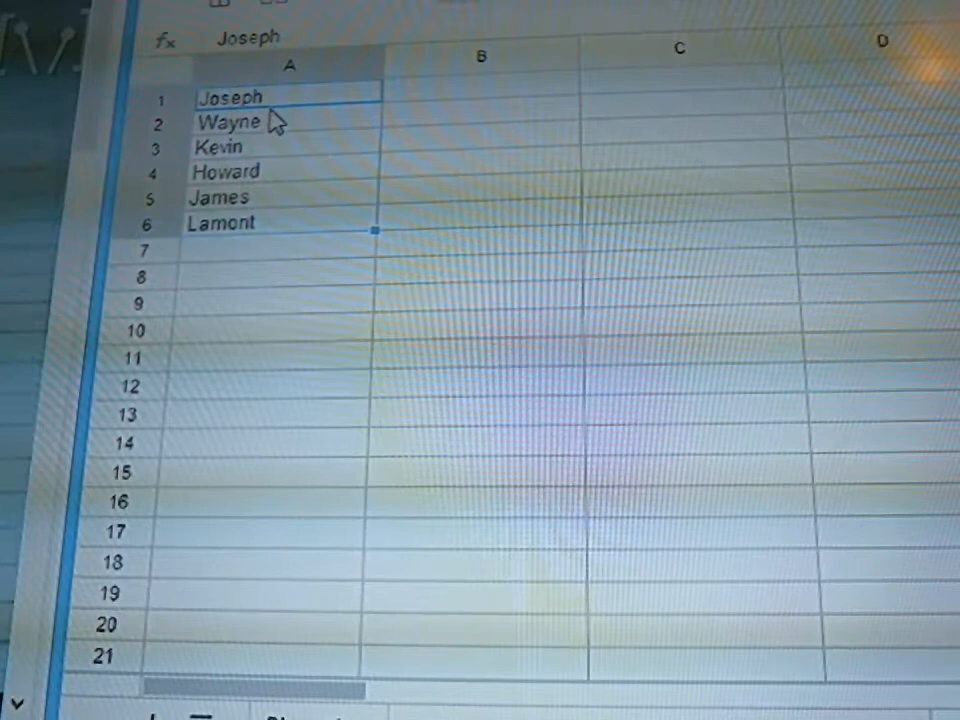 fx Joseph
A B C D
1 Joseph
2 Wayne
3 Kevin
4 Howard
5 James
6 Lamont
7
8
9
10
11
12
13
14
15
16
17
18
19
20
21